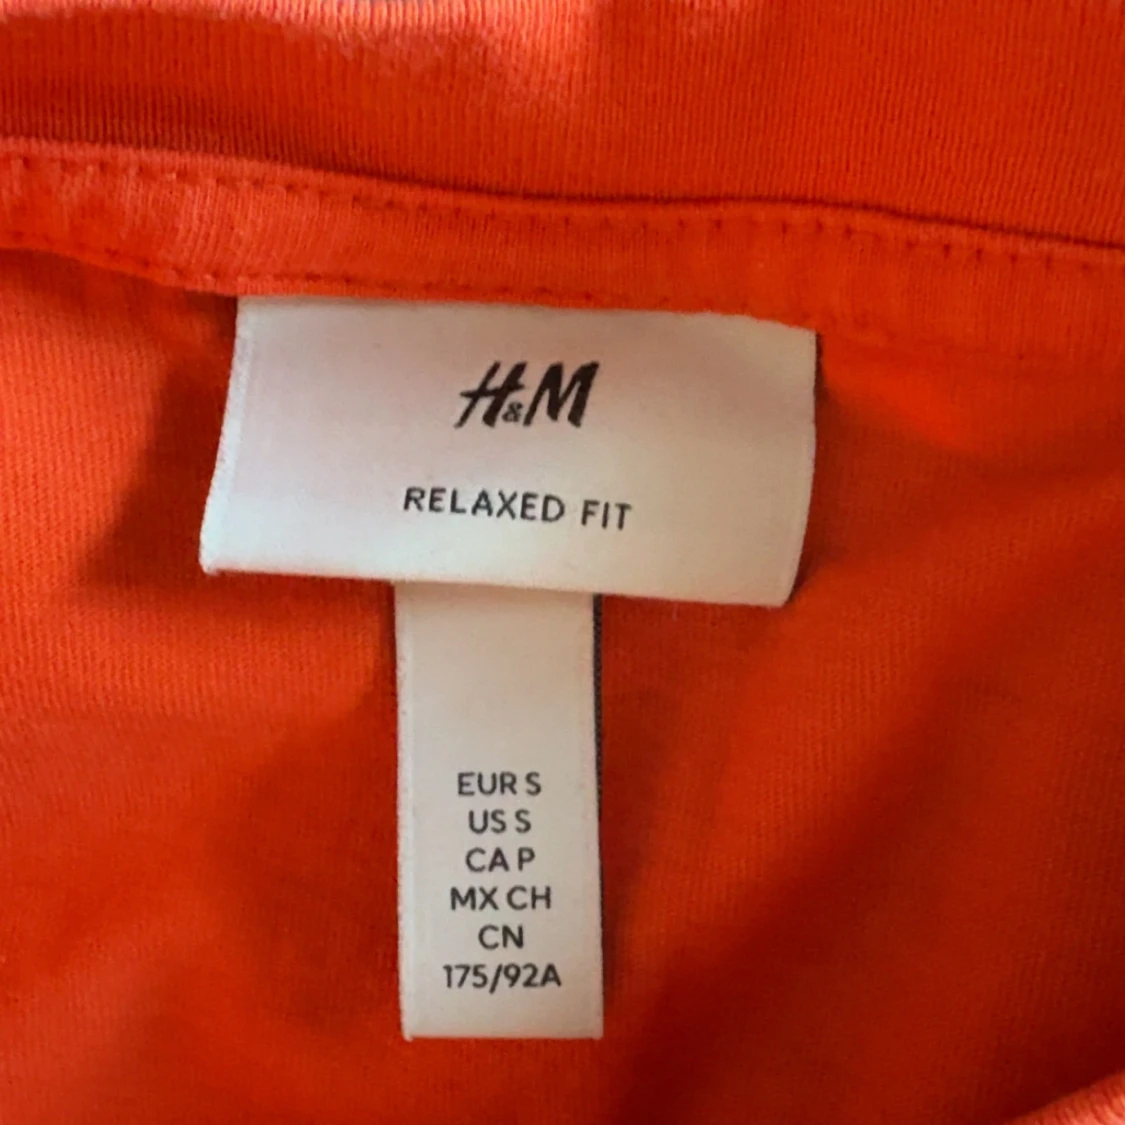 H&M
RELAXED FIT
EUR S
US S
CA P
MX CH
CN
175/92A